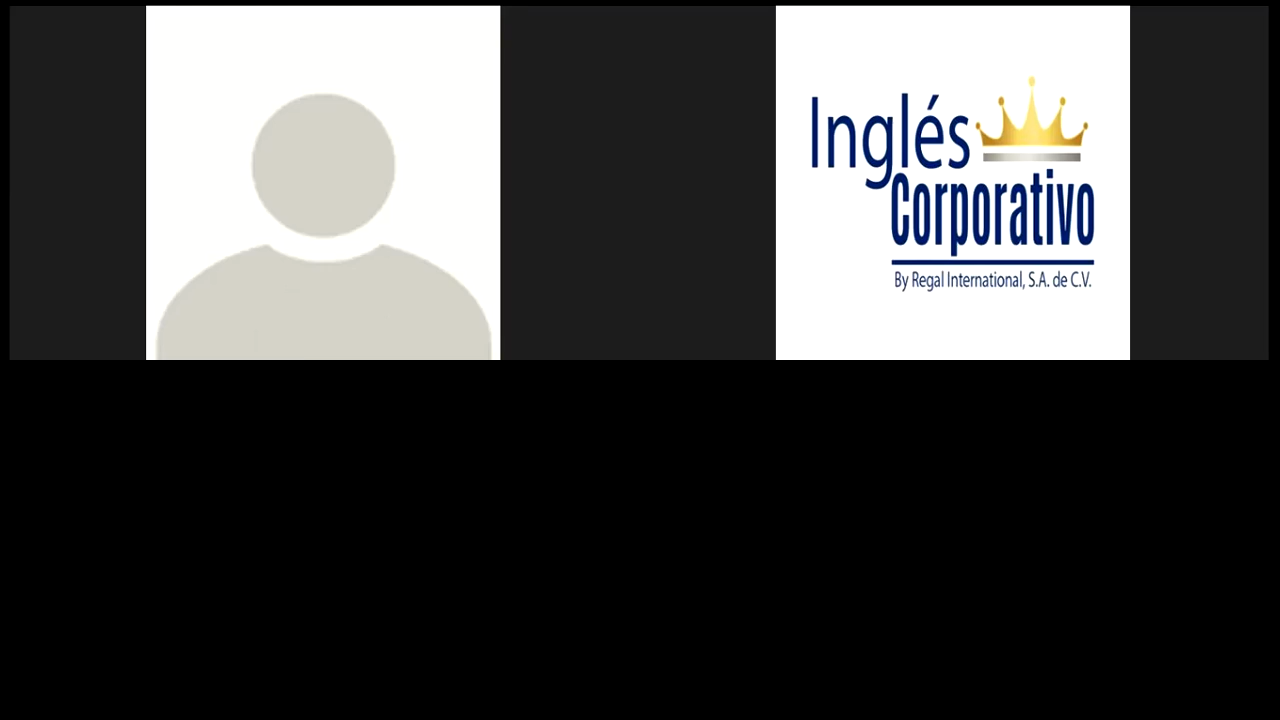 Inglés
Corporativo
By Regal International, S.A. de C.V.